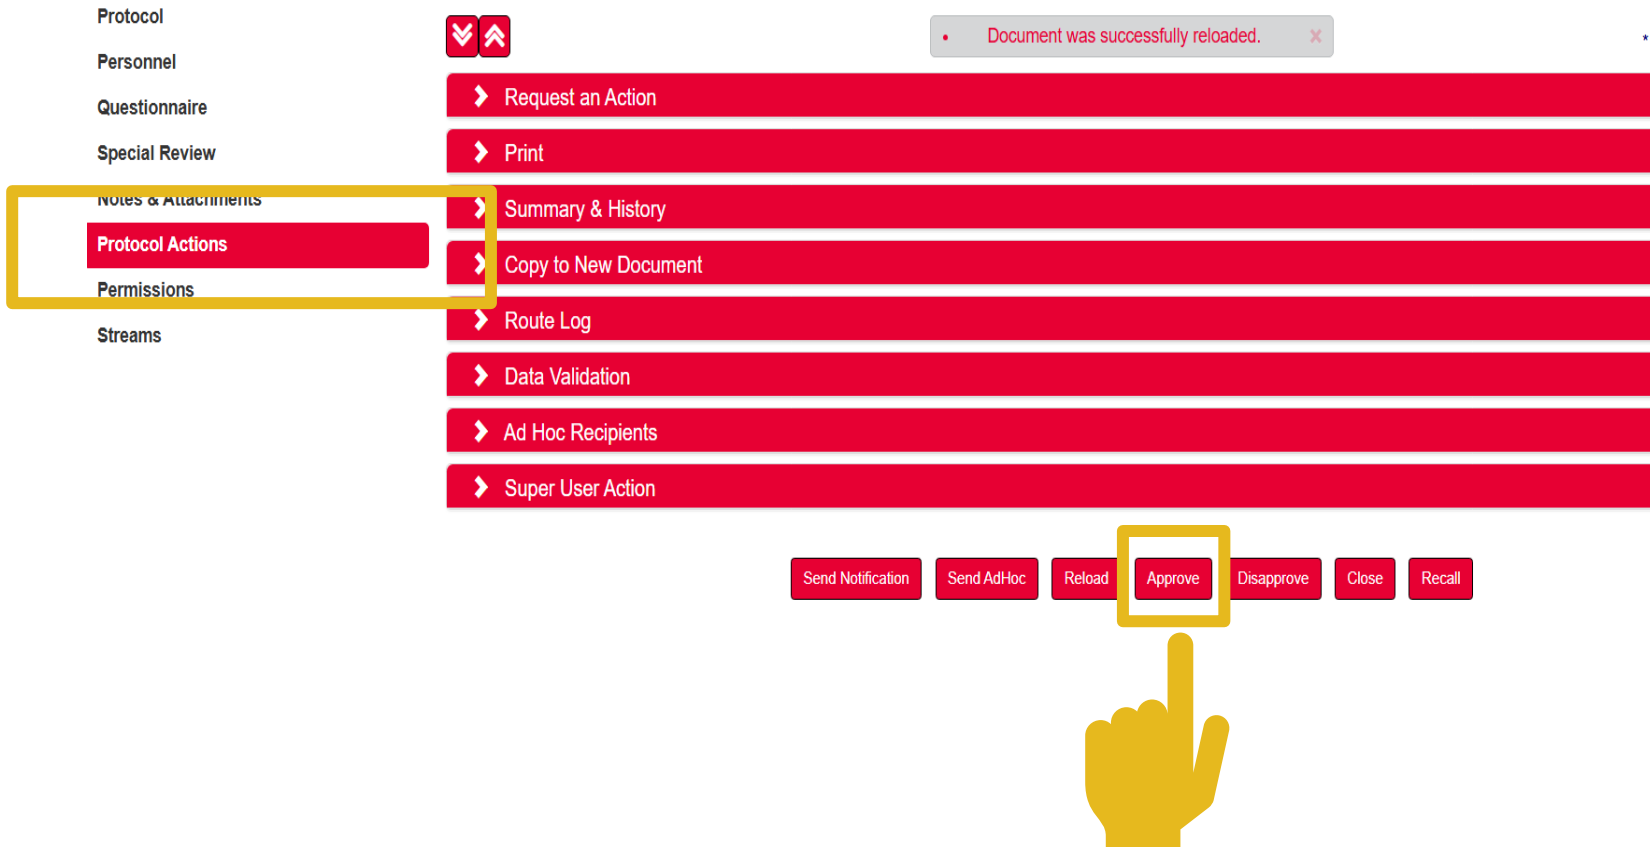 Protocol
Personnel
Questionnaire
Special Review
Notes & Attachments
Protocol Actions
Permissions
Streams
• Document was successfully reloaded. ×
*
Request an Action
Print
Summary & History
Copy to New Document
Route Log
Data Validation
Ad Hoc Recipients
Super User Action
Send Notification Send AdHoc Reload Approve Disapprove Close Recall